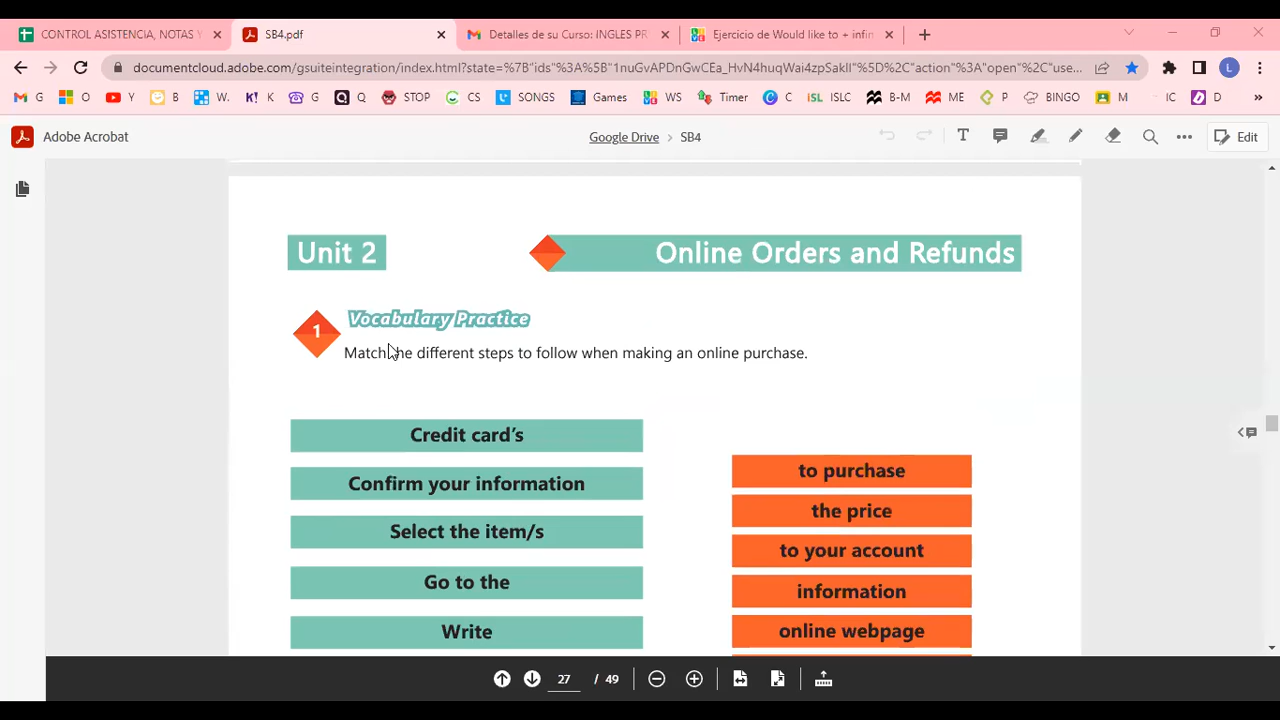 CONTROL ASISTENCIA, NOTAS Y
SB4.pdf
Detalles de su Curso: INGLES PR
Ejercicio de Would like to + infin
documentcloud.adobe.com/gsuiteintegration/index.html?state=%7B"ids"%3A%5B"1nuGvAPDnGwCEa_HvN4huqWai4zpSaklI"%5D%2C"action"%3A"open"%2C"use...
G O Y B W. K! K G Q STOP CS SONGS Games WS Timer C ISLC B-M ME P BINGO M IC D »
Adobe Acrobat
Google Drive > SB4
Edit
Unit 2
Online Orders and Refunds
1
Vocabulary Practice
Match the different steps to follow when making an online purchase.
Credit card's
Confirm your information
Select the item/s
Go to the
Write
to purchase
the price
to your account
information
online webpage
27 / 49